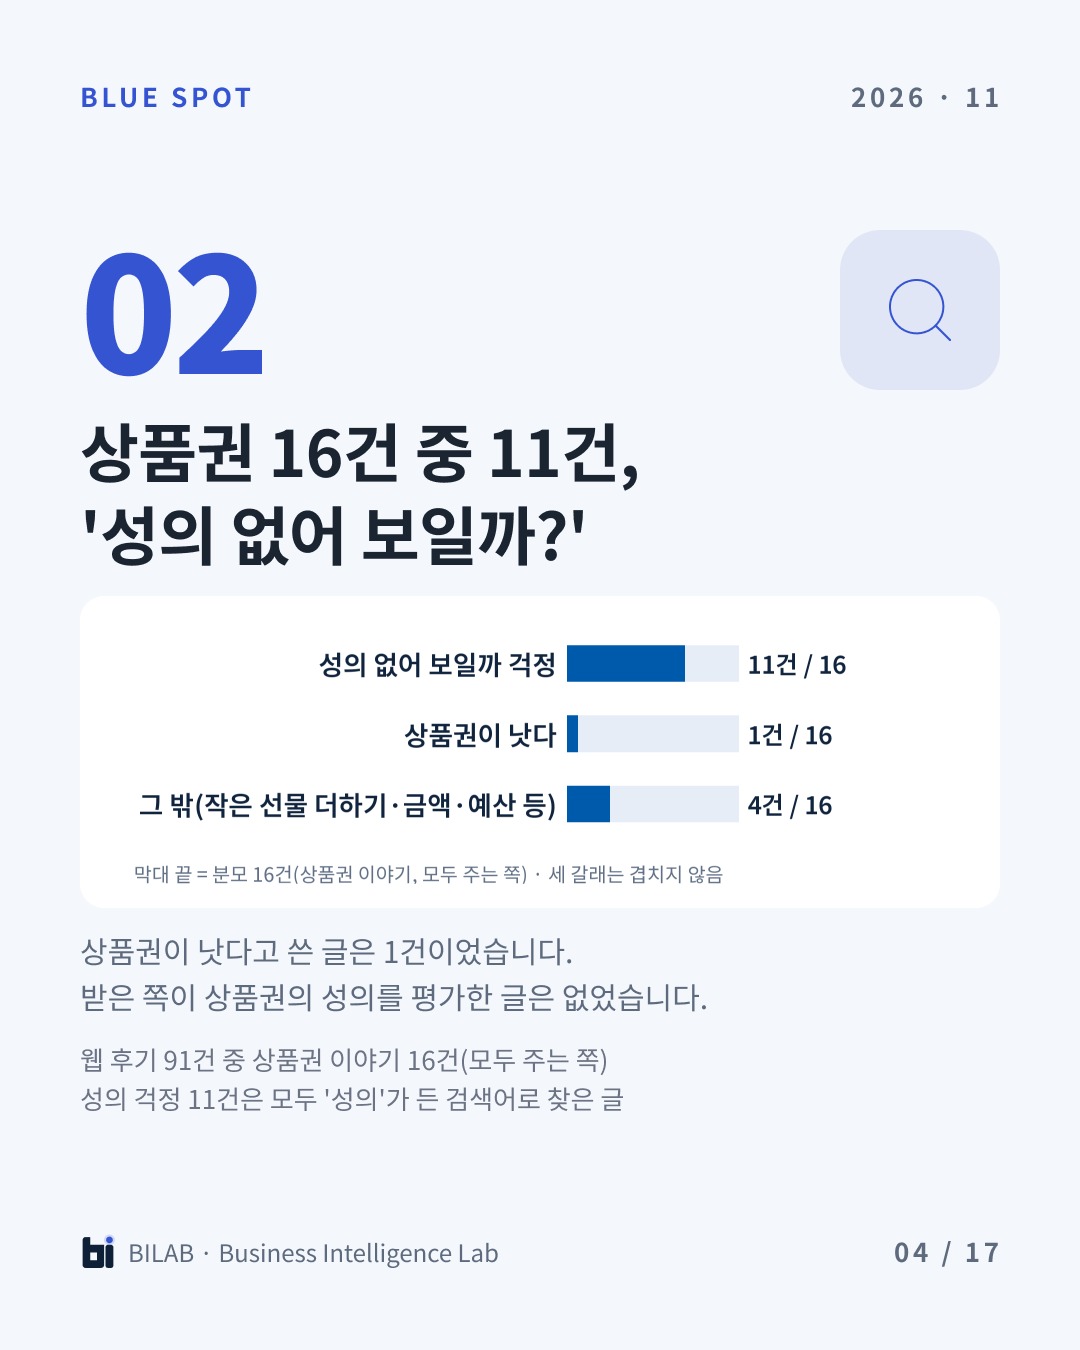 BLUE SPOT
2026 · 11
02
상품권 16건 중 11건,
'성의 없어 보일까?'
성의 없어 보일까 걱정 11건 / 16
상품권이 낫다 1건 / 16
그 밖(작은 선물 더하기·금액·예산 등) 4건 / 16
막대 끝 = 분모 16건(상품권 이야기, 모두 주는 쪽) · 세 갈래는 겹치지 않음
상품권이 낫다고 쓴 글은 1건이었습니다.
받은 쪽이 상품권의 성의를 평가한 글은 없었습니다.
웹 후기 91건 중 상품권 이야기 16건(모두 주는 쪽)
성의 걱정 11건은 모두 '성의'가 든 검색어로 찾은 글
bi BILAB · Business Intelligence Lab
04 / 17